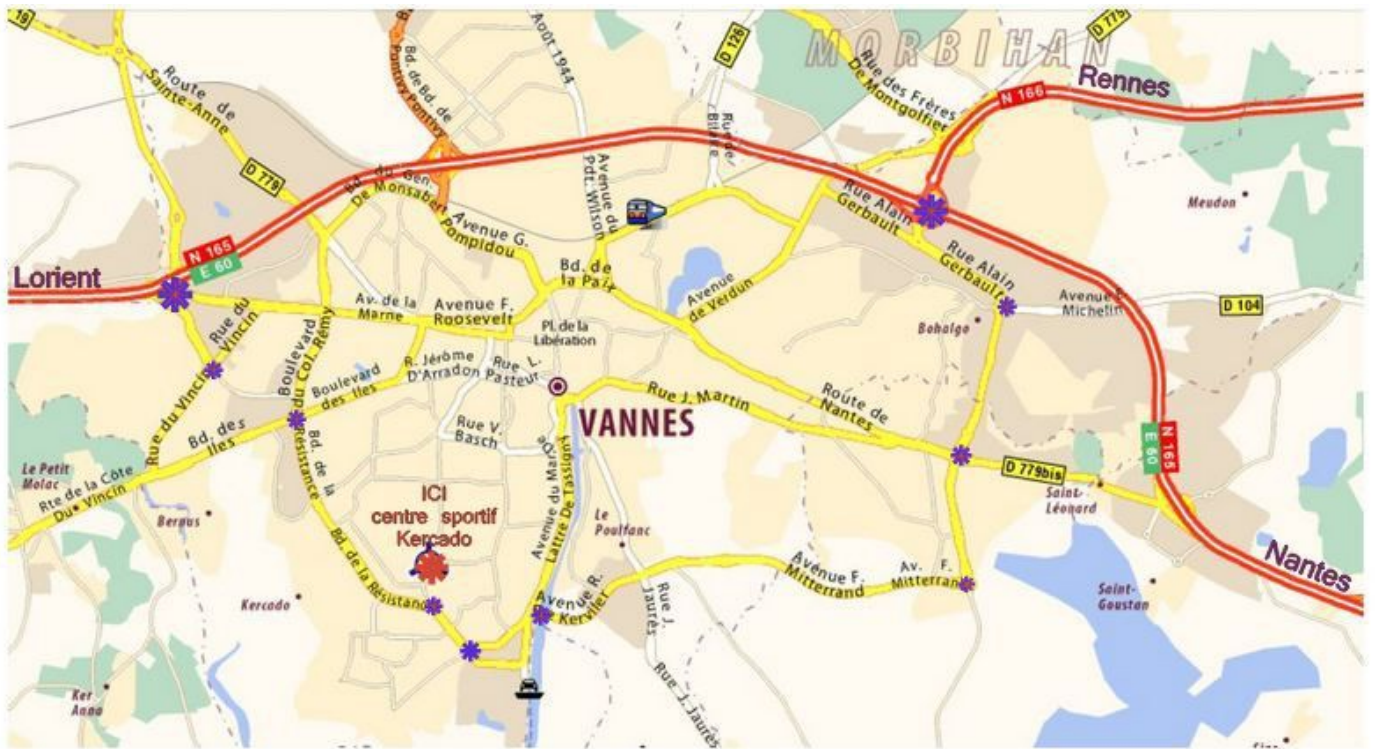 19
Route de
Sainte-Anne
D 779
Bd. de Bd. de
Pontivy Pontivy
Août 1944
D 126
MORBIHAN
D 775
Rue des Frères
De Montgolfier
N 166
Rennes
Rue de
Bd. du Gen.
De Monsabert
Avenue G.
Pompidou
Avenue du
Pdt. Wilson
Rue Alain
Gerbault
Rue Alain
Gerbault
Meudon
Lorient
N 165
E 60
Bd. de
la Paix
Avenue
de Verdun
Avenue
Michelin
D 104
Bohalgo
Rue du
Vincin
Av. de la
Marne
Avenue F.
Roosevelt
Pl. de la
Libération
Boulevard
du Col. Rémy
Boulevard
des Iles
R. Jérôme
D'Arradon
Rue L.
Pasteur
Rue du Vincin
Bd. des
Iles
VANNES
Rue J. Martin
Route de
Nantes
Rue V.
Basch
N 165
E 60
Le Petit
Molac
Rte de la Côte
Du Vincin
Bd. de la
Résistance
D 779bis
Saint-
Léonard
Bernus
ICI
centre sportif
Kercado
Avenue du Maréchal De
Lattre De Tassigny
Le
Poulfanc
Nantes
Kercado
Bd. de la Résistance
Avenue R.
Kerviler
Rue J.
Jaurès
Avenue F.
Mitterrand
Av. F.
Mitterrand
Saint-
Goustan
Ker
Anna
Rue J. Jaurès